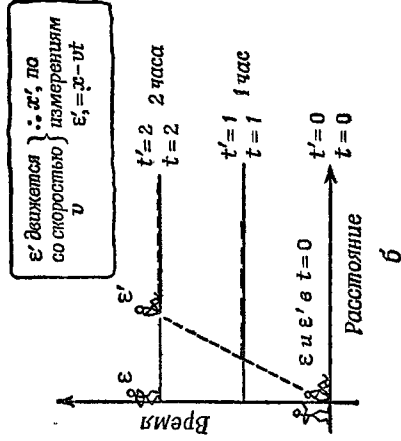 ε' движется } ∴ x', по
со скоростью } измерениям
v ε', = x − vt
ε
ε'
t' = 2
t = 2
2 часа
t' = 1
t = 1
1 час
t' = 0
t = 0
ε и ε' в t = 0
Время
Расстояние
б